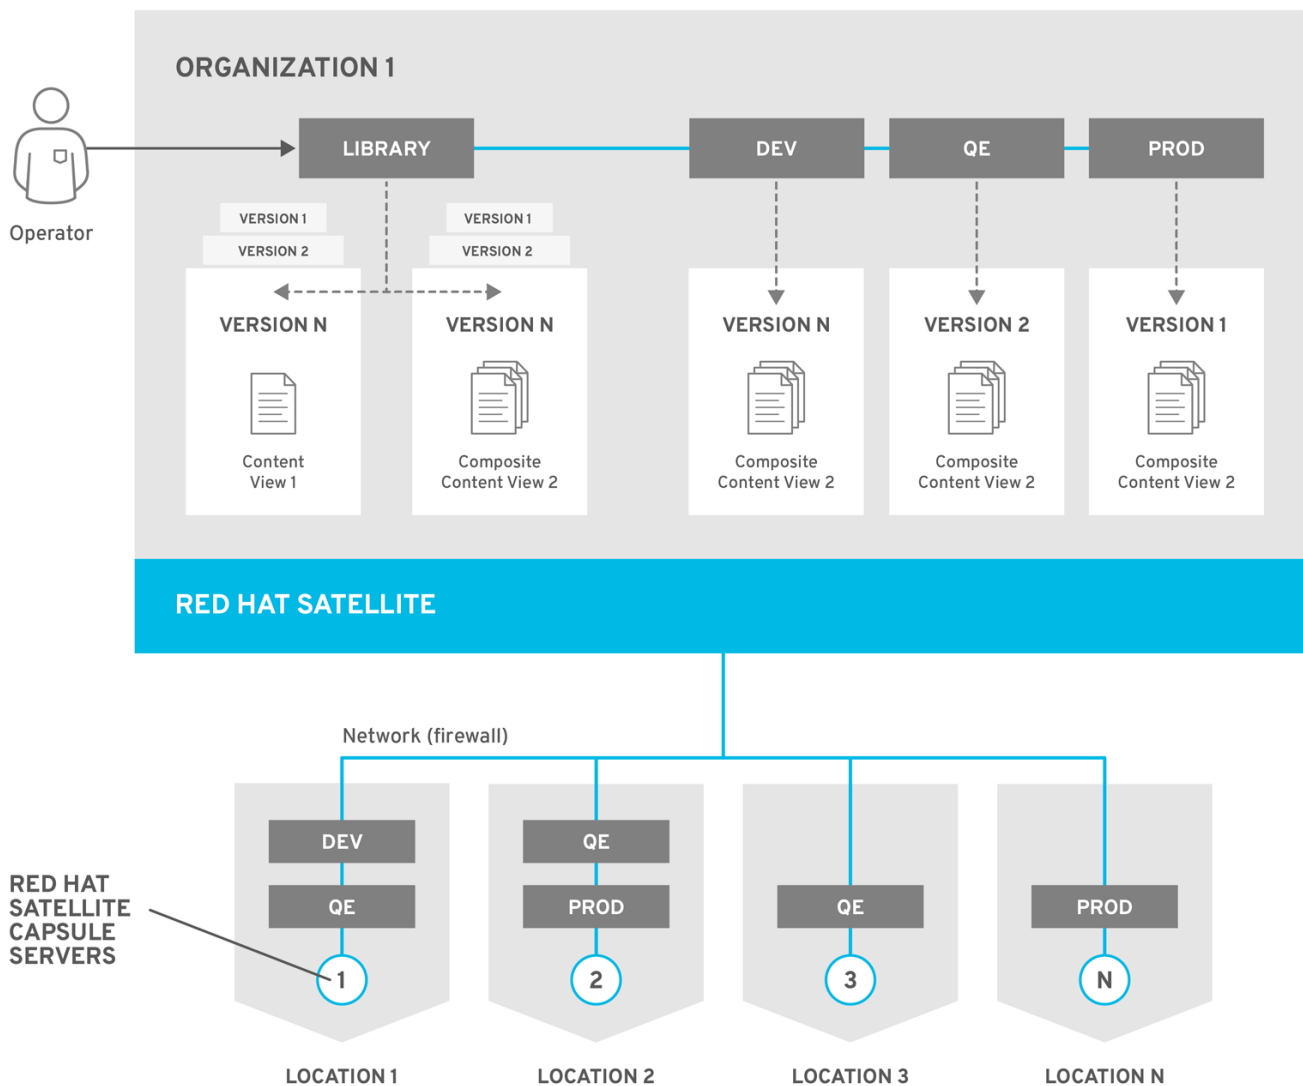 ORGANIZATION 1
Operator
LIBRARY
DEV
QE
PROD
VERSION 1
VERSION 2
VERSION N
Content
View 1
VERSION 1
VERSION 2
VERSION N
Composite
Content View 2
VERSION N
Composite
Content View 2
VERSION 2
Composite
Content View 2
VERSION 1
Composite
Content View 2
RED HAT SATELLITE
Network (firewall)
RED HAT
SATELLITE
CAPSULE
SERVERS
DEV
QE
1
LOCATION 1
QE
PROD
2
LOCATION 2
QE
3
LOCATION 3
PROD
N
LOCATION N